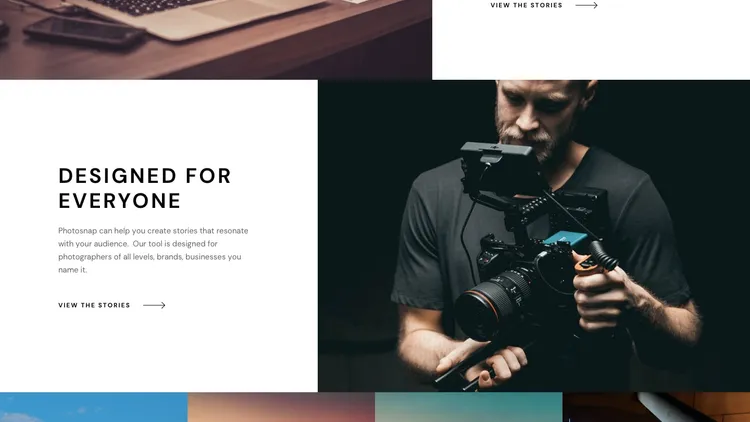 VIEW THE STORIES
DESIGNED FOR
EVERYONE
Photosnap can help you create stories that resonate
with your audience.  Our tool is designed for
photographers of all levels, brands, businesses you
name it.
VIEW THE STORIES